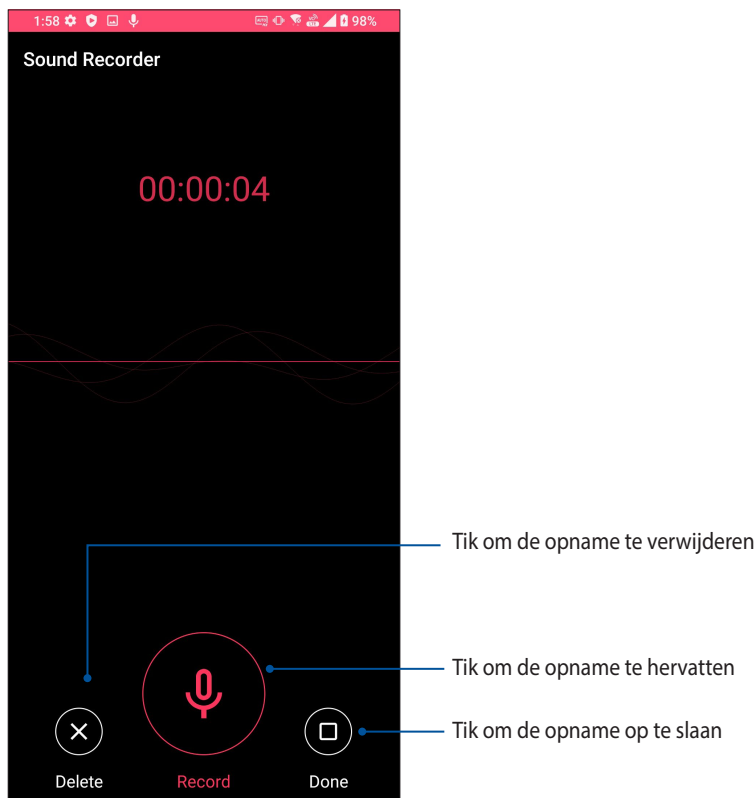 1:58 98%
Sound Recorder
00:00:04
Tik om de opname te verwijderen
Tik om de opname te hervatten
Tik om de opname op te slaan
Delete Record Done